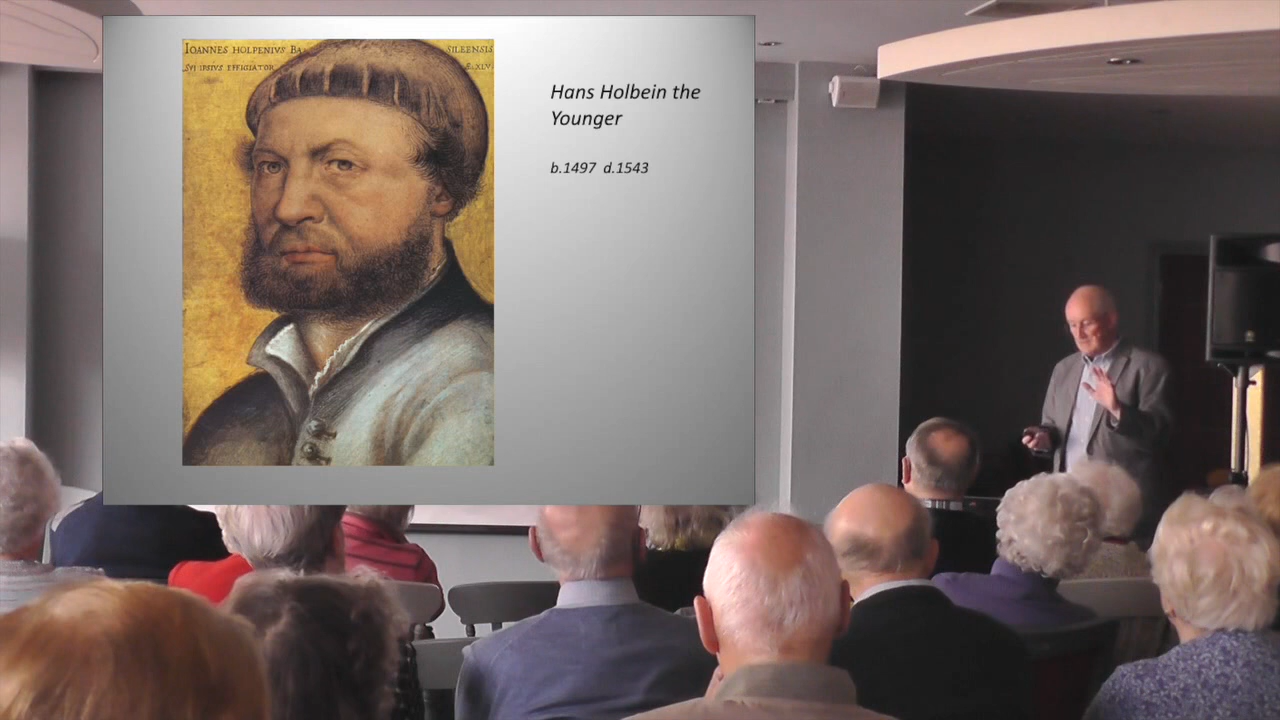 IOANNES HOLPENIVS BA SILEENSIS
SVI IPSIVS EFFIGIATOR Æ. XLV
Hans Holbein the
Younger
b.1497 d.1543